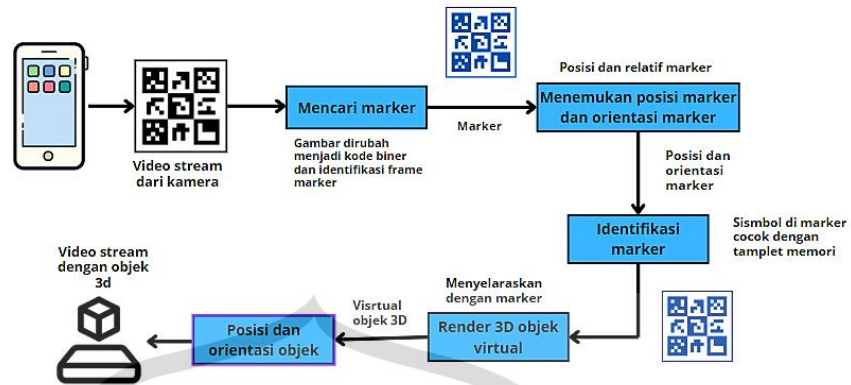 Video stream
dari kamera
Mencari marker
Gambar dirubah
menjadi kode biner
dan identifikasi frame
marker
Marker
Posisi dan relatif marker
Menemukan posisi marker
dan orientasi marker
Posisi dan
orientasi
marker
Identifikasi
marker
Sismbol di marker
cocok dengan
tamplet memori
Menyelaraskan
dengan marker
Render 3D objek
virtual
Visrtual
objek 3D
Posisi dan
orientasi objek
Video stream
dengan objek
3d